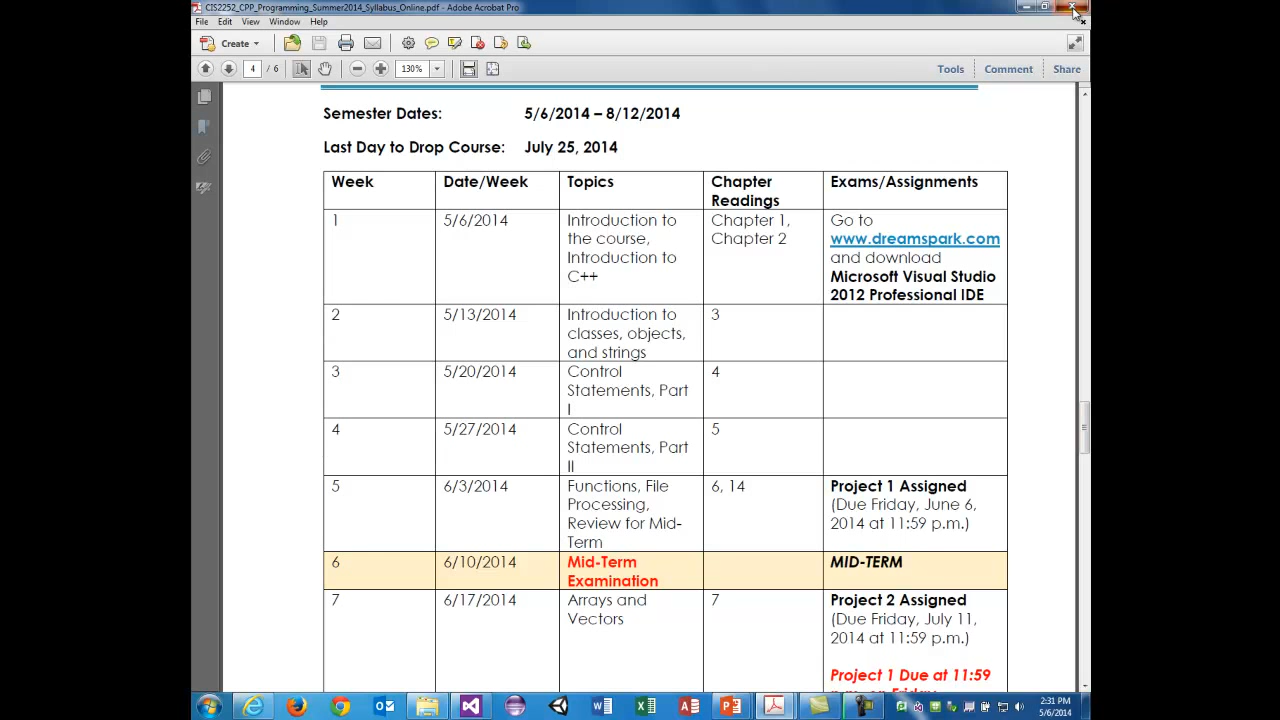 CIS2252_CPP_Programming_Summer2014_Syllabus_Online.pdf - Adobe Acrobat Pro
File Edit View Window Help
Create
4 / 6 130% Tools Comment Share
Semester Dates: 5/6/2014 – 8/12/2014
Last Day to Drop Course: July 25, 2014
Week Date/Week Topics Chapter Readings Exams/Assignments
1 5/6/2014
Introduction to
the course,
Introduction to
C++
Chapter 1,
Chapter 2
Go to
www.dreamspark.com
and download
Microsoft Visual Studio
2012 Professional IDE
2 5/13/2014
Introduction to
classes, objects,
and strings
3
3 5/20/2014
Control
Statements, Part
I
4
4 5/27/2014
Control
Statements, Part
II
5
5 6/3/2014
Functions, File
Processing,
Review for Mid-
Term
6, 14
Project 1 Assigned
(Due Friday, June 6,
2014 at 11:59 p.m.)
6 6/10/2014
Mid-Term
Examination
MID-TERM
7 6/17/2014
Arrays and
Vectors
7
Project 2 Assigned
(Due Friday, July 11,
2014 at 11:59 p.m.)
Project 1 Due at 11:59
2:31 PM
5/6/2014